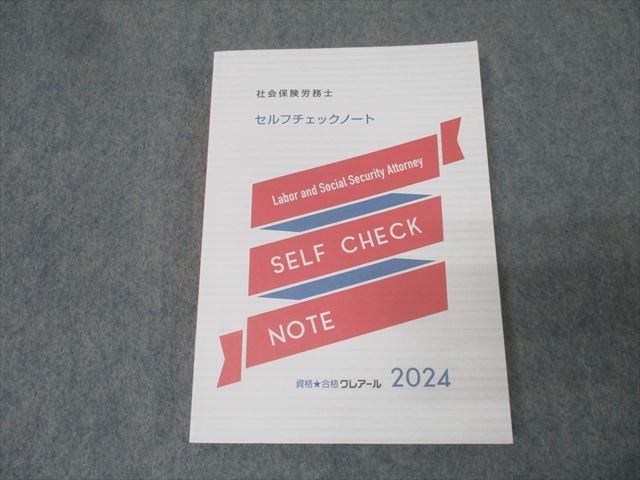 社会保険労務士
セルフチェックノート
Labor and Social Security Attorney
SELF CHECK
NOTE
資格★合格クレアール 2024